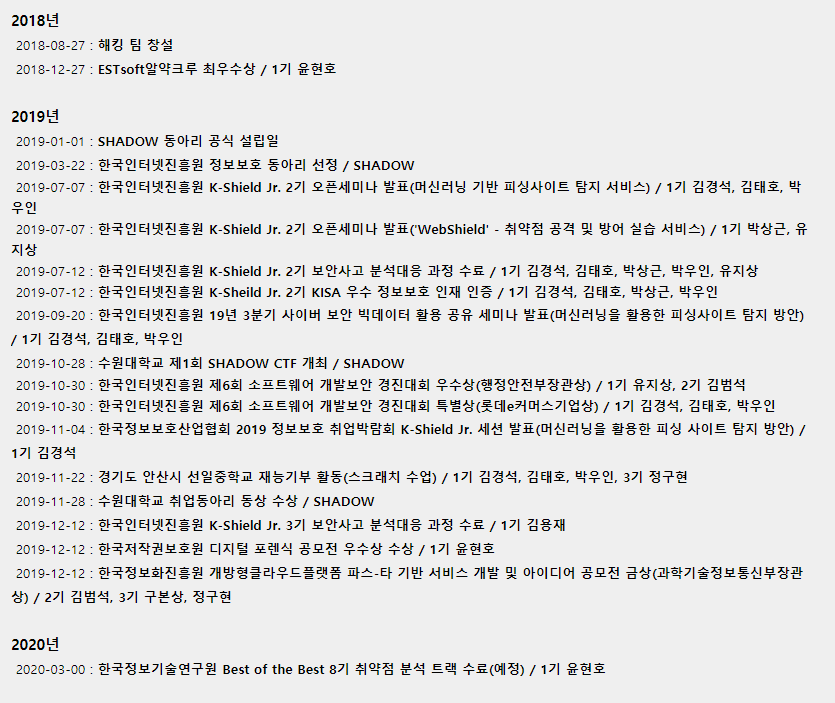 2018년
2018-08-27 : 해킹 팀 창설
2018-12-27 : ESTsoft알약크루 최우수상 / 1기 윤현호
2019년
2019-01-01 : SHADOW 동아리 공식 설립일
2019-03-22 : 한국인터넷진흥원 정보보호 동아리 선정 / SHADOW
2019-07-07 : 한국인터넷진흥원 K-Shield Jr. 2기 오픈세미나 발표(머신러닝 기반 피싱사이트 탐지 서비스) / 1기 김경석, 김태호, 박
우인
2019-07-07 : 한국인터넷진흥원 K-Shield Jr. 2기 오픈세미나 발표('WebShield' - 취약점 공격 및 방어 실습 서비스) / 1기 박상근, 유
지상
2019-07-12 : 한국인터넷진흥원 K-Shield Jr. 2기 보안사고 분석대응 과정 수료 / 1기 김경석, 김태호, 박상근, 박우인, 유지상
2019-07-12 : 한국인터넷진흥원 K-Sheild Jr. 2기 KISA 우수 정보보호 인재 인증 / 1기 김경석, 김태호, 박상근, 박우인
2019-09-20 : 한국인터넷진흥원 19년 3분기 사이버 보안 빅데이터 활용 공유 세미나 발표(머신러닝을 활용한 피싱사이트 탐지 방안)
/ 1기 김경석, 김태호, 박우인
2019-10-28 : 수원대학교 제1회 SHADOW CTF 개최 / SHADOW
2019-10-30 : 한국인터넷진흥원 제6회 소프트웨어 개발보안 경진대회 우수상(행정안전부장관상) / 1기 유지상, 2기 김범석
2019-10-30 : 한국인터넷진흥원 제6회 소프트웨어 개발보안 경진대회 특별상(롯데e커머스기업상) / 1기 김경석, 김태호, 박우인
2019-11-04 : 한국정보보호산업협회 2019 정보보호 취업박람회 K-Shield Jr. 세션 발표(머신러닝을 활용한 피싱 사이트 탐지 방안) /
1기 김경석
2019-11-22 : 경기도 안산시 선일중학교 재능기부 활동(스크래치 수업) / 1기 김경석, 김태호, 박우인, 3기 정구현
2019-11-28 : 수원대학교 취업동아리 동상 수상 / SHADOW
2019-12-12 : 한국인터넷진흥원 K-Shield Jr. 3기 보안사고 분석대응 과정 수료 / 1기 김용재
2019-12-12 : 한국저작권보호원 디지털 포렌식 공모전 우수상 수상 / 1기 윤현호
2019-12-12 : 한국정보화진흥원 개방형클라우드플랫폼 파스-타 기반 서비스 개발 및 아이디어 공모전 금상(과학기술정보통신부장관
상) / 2기 김범석, 3기 구본상, 정구현
2020년
2020-03-00 : 한국정보기술연구원 Best of the Best 8기 취약점 분석 트랙 수료(예정) / 1기 윤현호